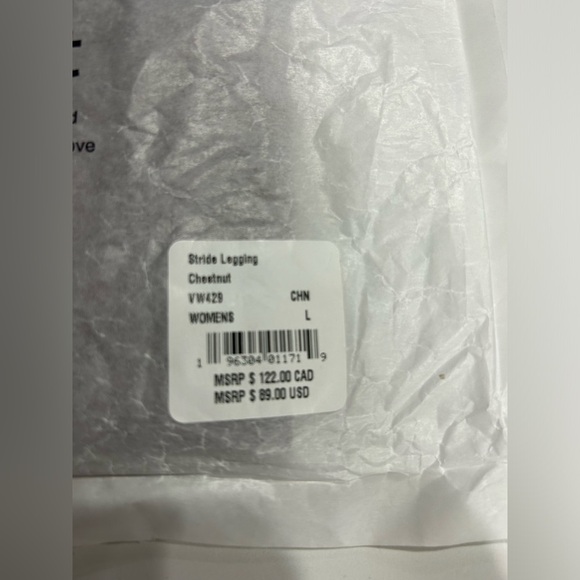 Stride Legging
Chestnut
VW429 CHN
WOMENS L
1 96304 01171 9
MSRP $ 122.00 CAD
MSRP $ 89.00 USD